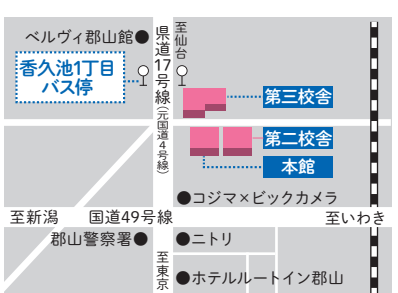 ベルヴィ郡山館●
県道17号線(元国道4号線)
至仙台
香久池1丁目
バス停
第三校舎
第二校舎
本館
●コジマ×ビックカメラ
至新潟
国道49号線
至いわき
郡山警察署●
●ニトリ
至東京
●ホテルルートイン郡山